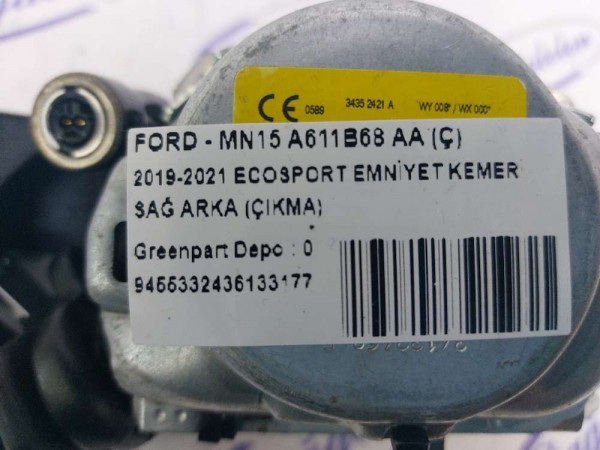 CE 0589 3435 2421 A WY 008* / WX 000*
FORD - MN15 A611B68 AA (Ç)
2019-2021 ECOSPORT EMNİYET KEMER
SAĞ ARKA (ÇIKMA)
Greenpart Depo : 0
9455332436133177